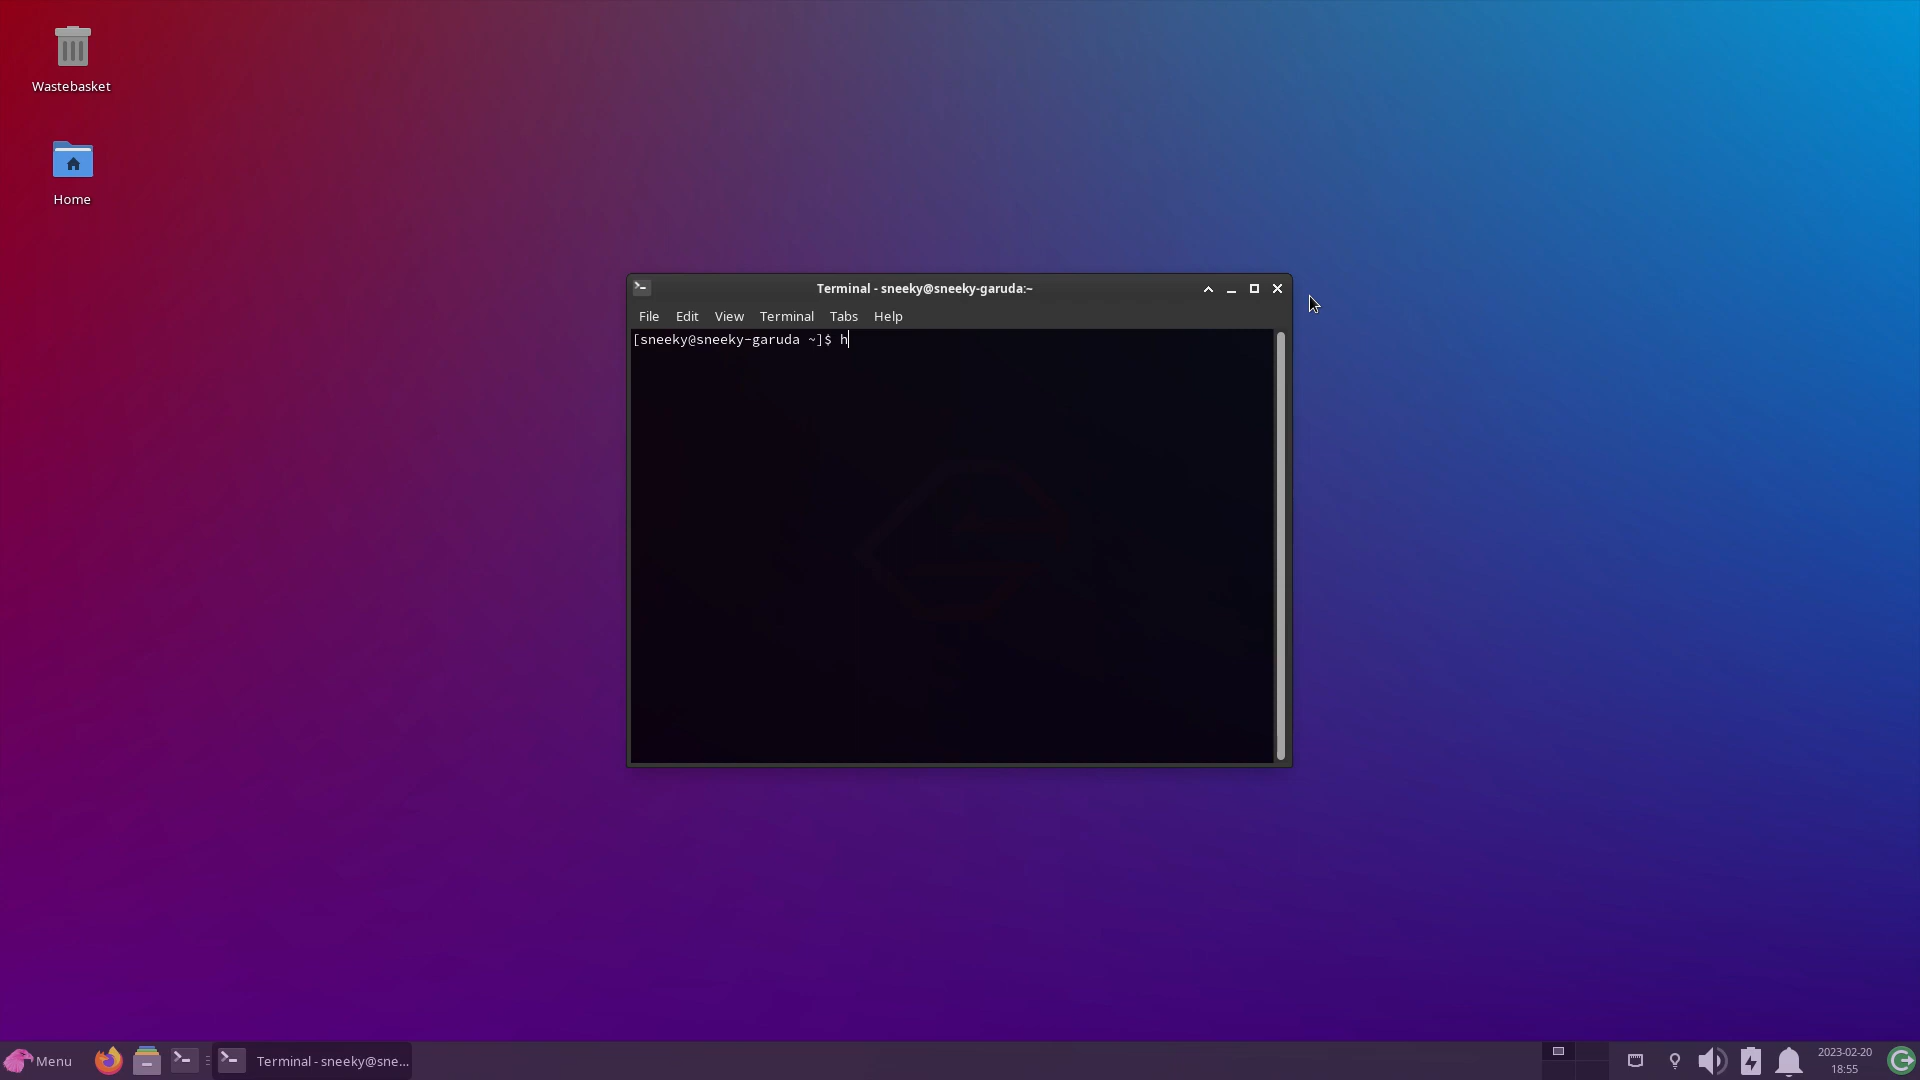 Wastebasket
Home
Terminal - sneeky@sneeky-garuda:~
File Edit View Terminal Tabs Help
[sneeky@sneeky-garuda ~]$ h
Menu
Terminal - sneeky@sne...
2023-02-20
18:55